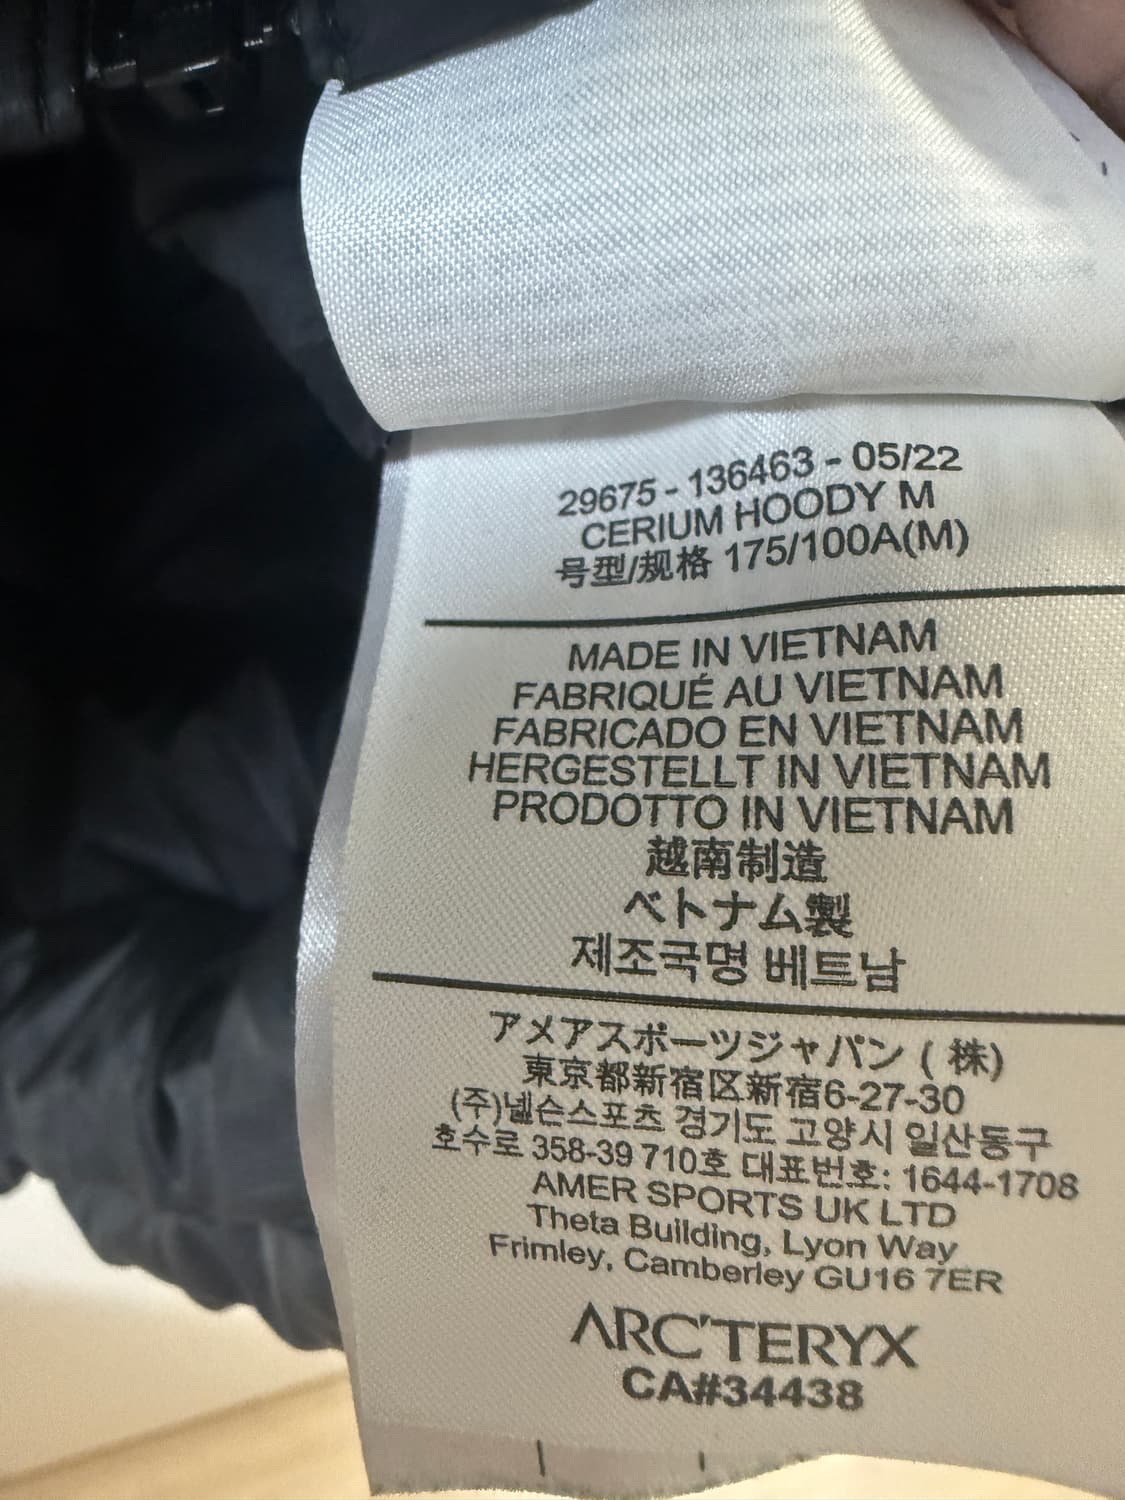 29675 - 136463 - 05/22
CERIUM HOODY M
号型/规格 175/100A(M)
MADE IN VIETNAM
FABRIQUÉ AU VIETNAM
FABRICADO EN VIETNAM
HERGESTELLT IN VIETNAM
PRODOTTO IN VIETNAM
越南制造
ベトナム製
제조국명 베트남
アメアスポーツジャパン ( 株)
東京都新宿区新宿6-27-30
(주)넬슨스포츠 경기도 고양시 일산동구
호수로 358-39 710호 대표번호: 1644-1708
AMER SPORTS UK LTD
Theta Building, Lyon Way
Frimley, Camberley GU16 7ER
ARC'TERYX
CA#34438